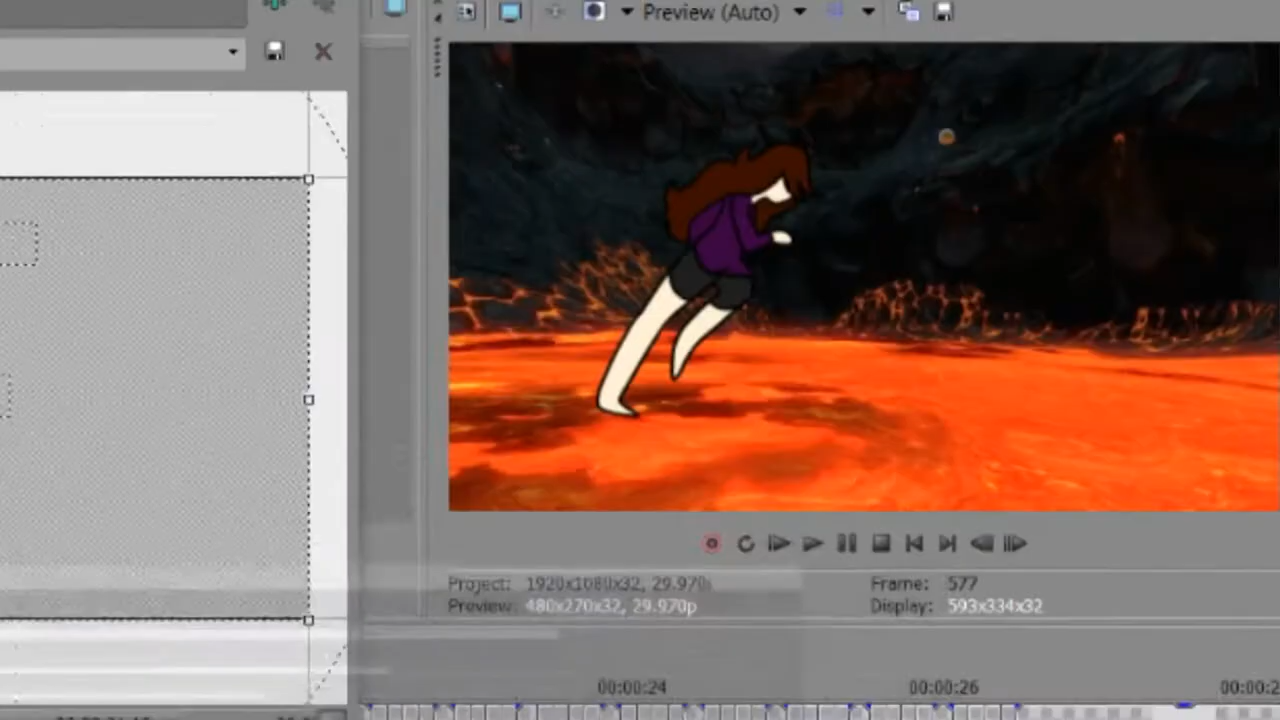 Preview (Auto)
Project: 1920x1080x32, 29.970i
Frame: 577
Preview: 480x270x32, 29.970p
Display: 593x334x32
00:00:24
00:00:26